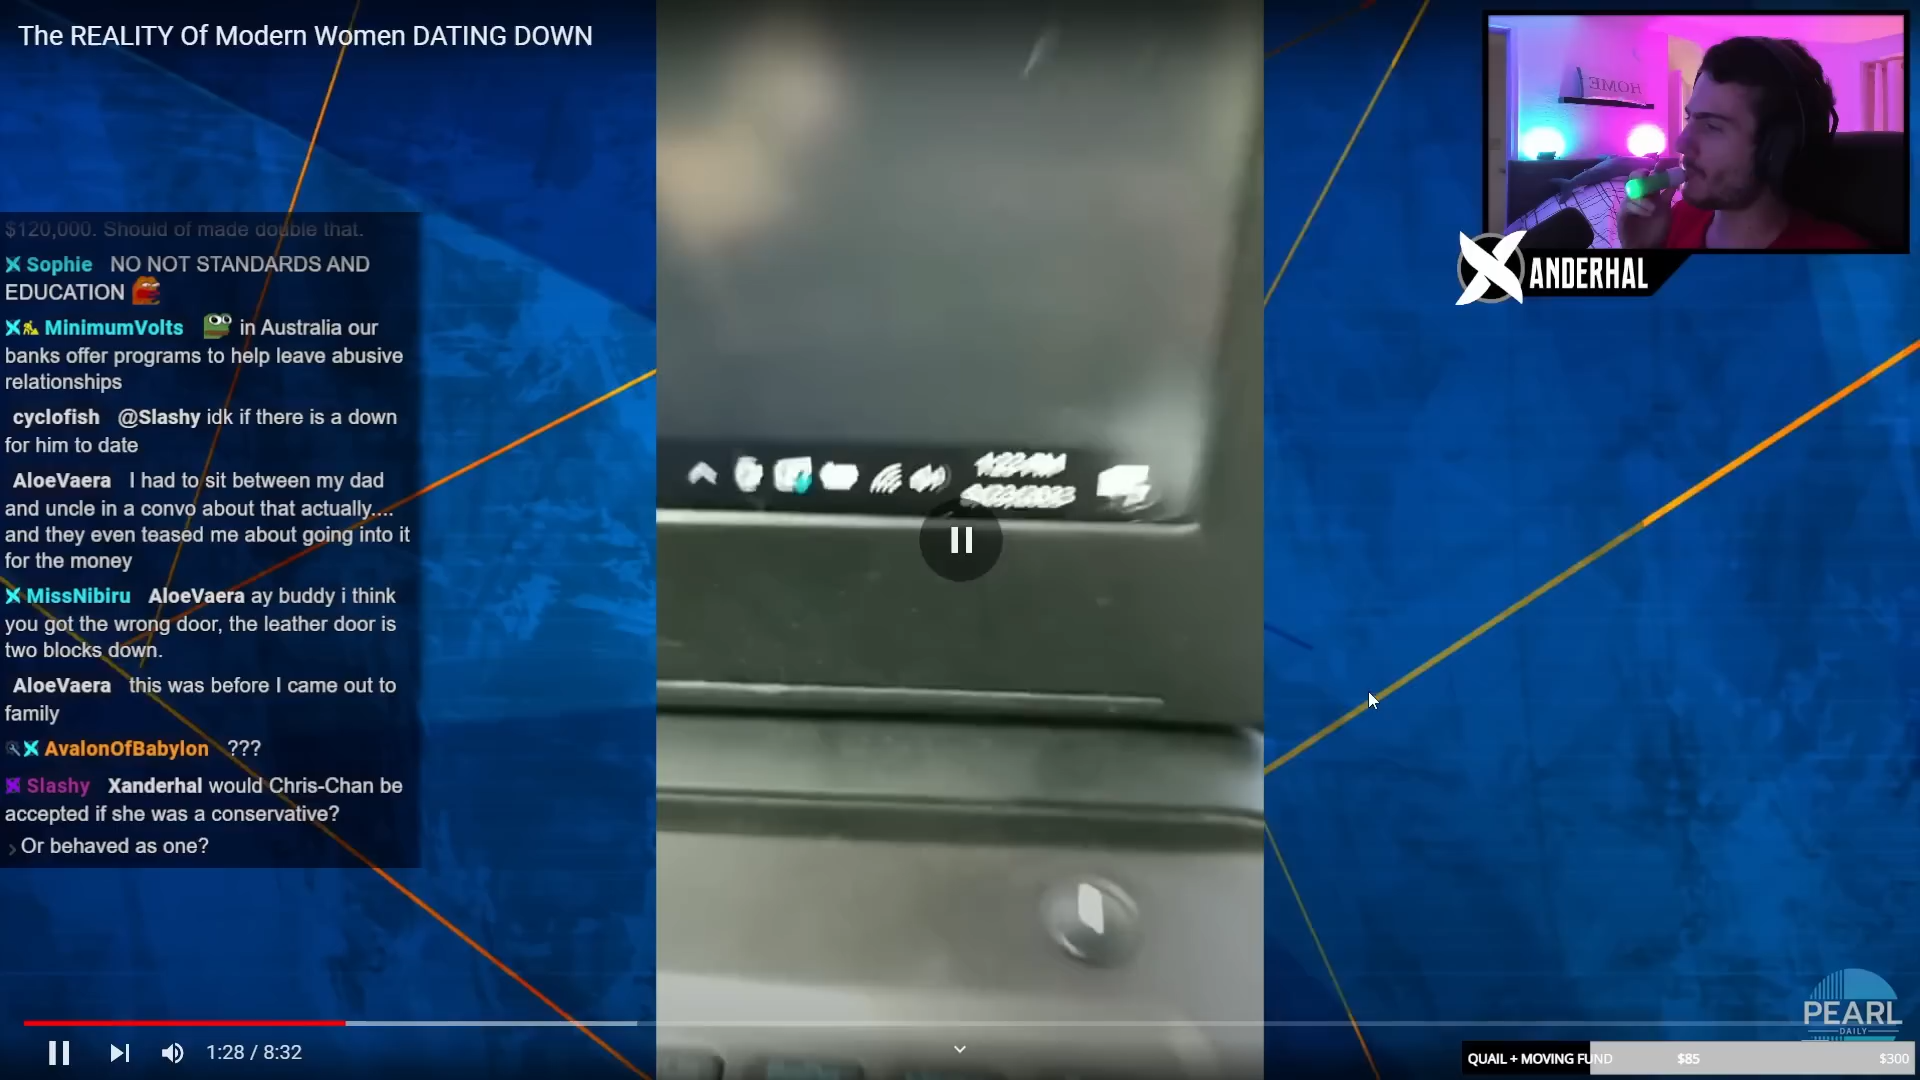 The REALITY Of Modern Women DATING DOWN
HOME
ANDERHAL
$120,000. Should of made double that.
Sophie NO NOT STANDARDS AND
EDUCATION
MinimumVolts in Australia our
banks offer programs to help leave abusive
relationships
cyclofish @Slashy idk if there is a down
for him to date
AloeVaera I had to sit between my dad
and uncle in a convo about that actually....
and they even teased me about going into it
for the money
MissNibiru AloeVaera ay buddy i think
you got the wrong door, the leather door is
two blocks down.
AloeVaera this was before I came out to
family
AvalonOfBabylon ???
Slashy Xanderhal would Chris-Chan be
accepted if she was a conservative?
Or behaved as one?
PEARL
DAILY
1:28 / 8:32
QUAIL + MOVING FUND $85 $300